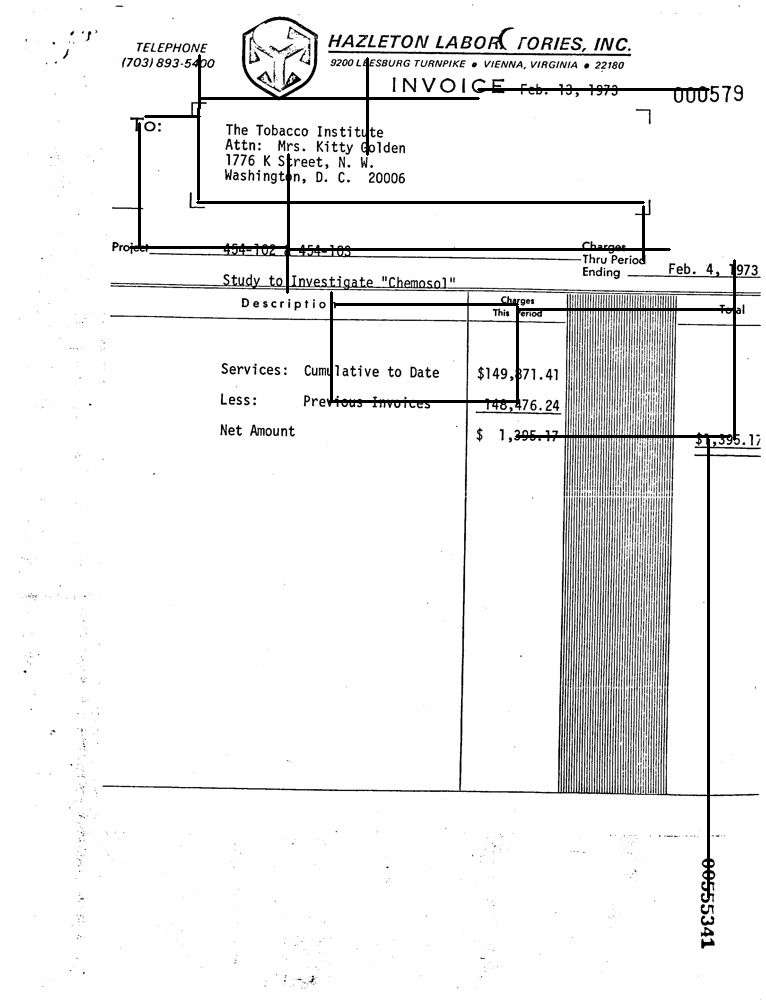 TELEPHONE
(703) 893-5400
HAZLETON LABORATORIES, INC.
9200 LEESBURG TURNPIKE ● VIENNA, VIRGINIA ● 22180
INVOICE Feb. 13, 1973 000579
TO:
The Tobacco Institute
Attn: Mrs. Kitty Golden
1776 K Street, N. W.
Washington, D. C. 20006
Project 454-102 & 454-103
Charges
Thru Period
Ending Feb. 4, 1973
Study to Investigate "Chemosol"
Description Charges This Period Total
Services: Cumulative to Date $149,871.41
Less: Previous Invoices 148,476.24
Net Amount $ 1,395.17 $1,395.17
00555341